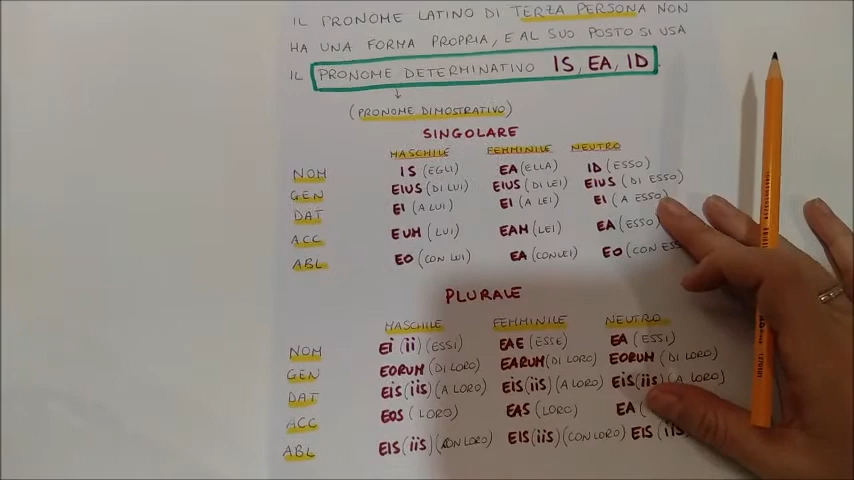 IL PRONOME LATINO DI TERZA PERSONA NON
HA UNA FORMA PROPRIA, E AL SUO POSTO SI USA
IL PRONOME DETERMINATIVO IS, EA, ID.
(PRONOME DIMOSTRATIVO)
SINGOLARE
MASCHILE FEMMINILE NEUTRO
NOM IS (EGLI) EA (ELLA) ID (ESSO)
GEN EIUS (DI LUI) EIUS (DI LEI) EIUS (DI ESSO)
DAT EI (A LUI) EI (A LEI) EI (A ESSO)
ACC EUM (LUI) EAM (LEI) EA (ESSO)
ABL EO (CON LUI) EA (CON LEI) EO (CON
PLURALE
MASCHILE FEMMINILE NEUTRO
NOM Ei (ii) (ESSI) EAE (ESSE) EA (ESSI)
GEN EORUM (DI LORO) EARUM (DI LORO) EORUM (DI LORO)
DAT EiS (iiS) (A LORO) EiS (iiS) (A LORO) EiS (iiS) (A LORO)
ACC EOS (LORO) EAS (LORO) EA (
ABL EIS (iiS) (CON LORO) EIS (iiS) (CON LORO) EIS (iiS